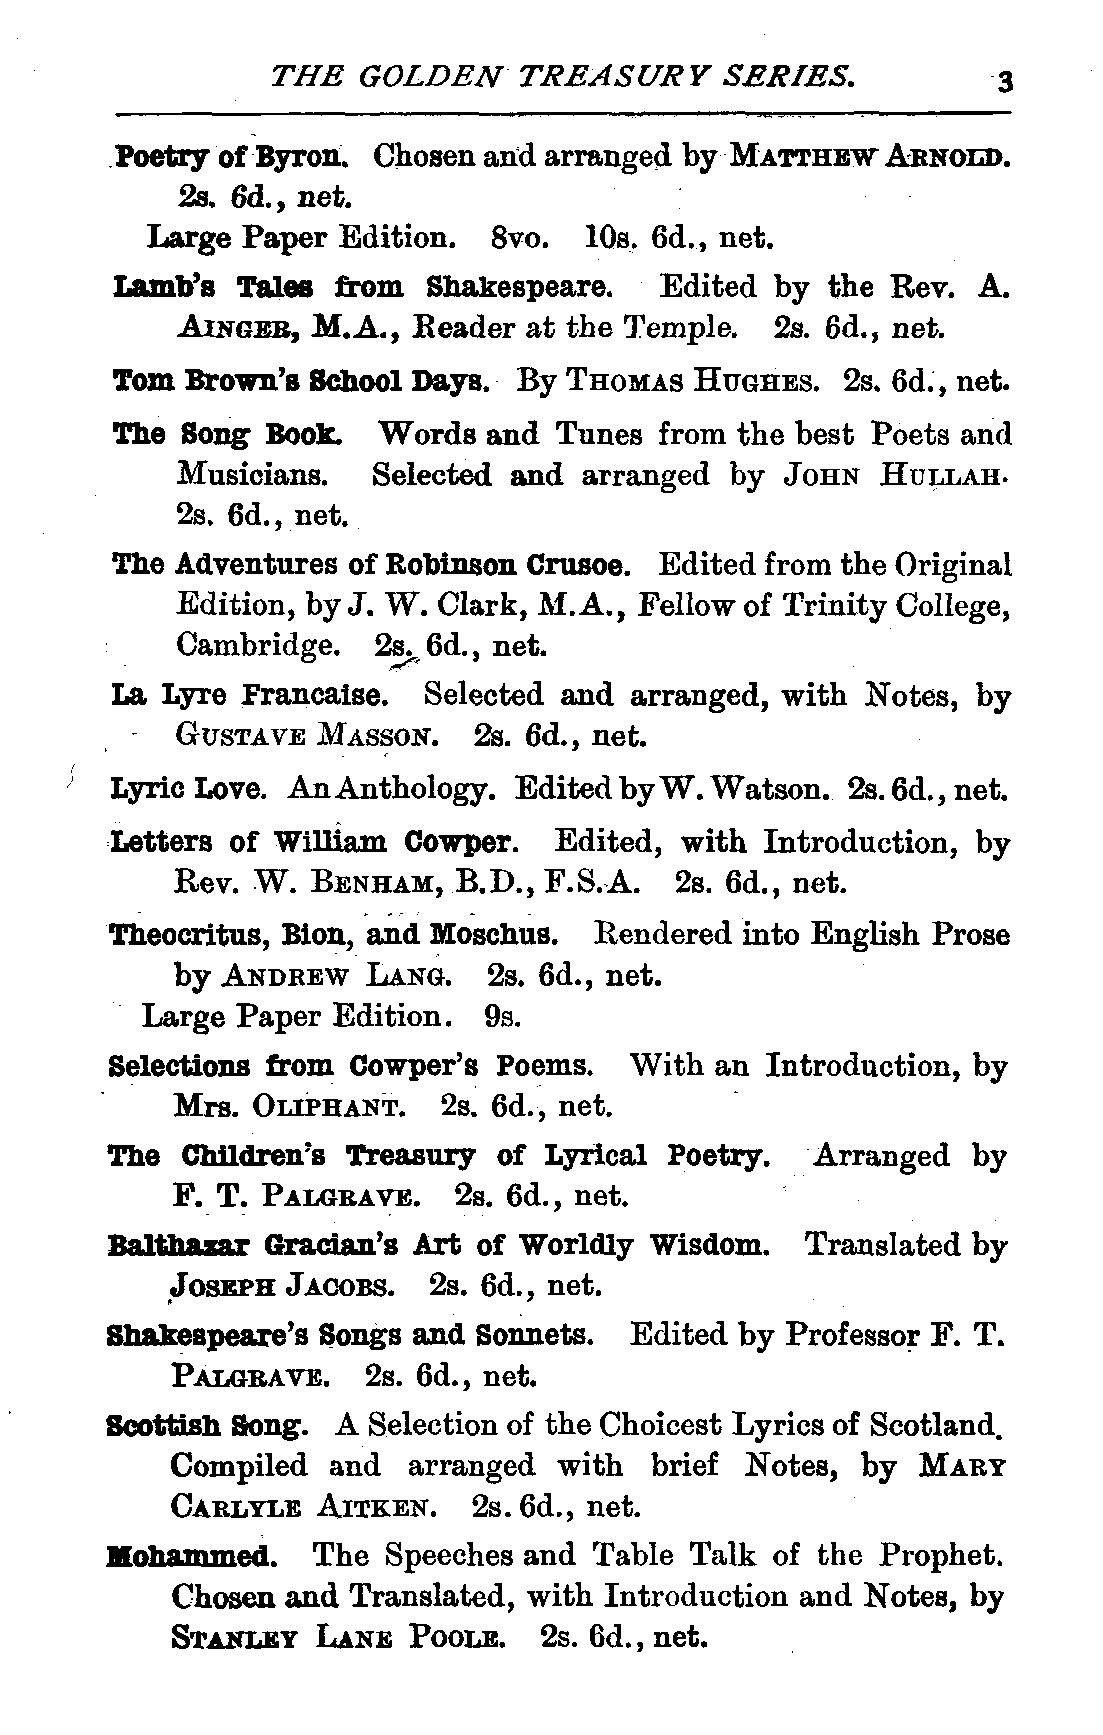 THE GOLDEN TREASURY SERIES. 3
Poetry of Byron. Chosen and arranged by MATTHEW ARNOLD.
2s. 6d., net.
Large Paper Edition. 8vo. 10s. 6d., net.
Lamb's Tales from Shakespeare. Edited by the Rev. A.
AINGER, M.A., Reader at the Temple. 2s. 6d., net.
Tom Brown's School Days. By THOMAS HUGHES. 2s. 6d., net.
The Song Book. Words and Tunes from the best Poets and
Musicians. Selected and arranged by JOHN HULLAH.
2s. 6d., net.
The Adventures of Robinson Crusoe. Edited from the Original
Edition, by J. W. Clark, M.A., Fellow of Trinity College,
Cambridge. 2s. 6d., net.
La Lyre Francaise. Selected and arranged, with Notes, by
GUSTAVE MASSON. 2s. 6d., net.
Lyric Love. An Anthology. Edited by W. Watson. 2s. 6d., net.
Letters of William Cowper. Edited, with Introduction, by
Rev. W. BENHAM, B.D., F.S.A. 2s. 6d., net.
Theocritus, Bion, and Moschus. Rendered into English Prose
by ANDREW LANG. 2s. 6d., net.
Large Paper Edition. 9s.
Selections from Cowper's Poems. With an Introduction, by
Mrs. OLIPHANT. 2s. 6d., net.
The Children's Treasury of Lyrical Poetry. Arranged by
F. T. PALGRAVE. 2s. 6d., net.
Balthazar Gracian's Art of Worldly Wisdom. Translated by
JOSEPH JACOBS. 2s. 6d., net.
Shakespeare's Songs and Sonnets. Edited by Professor F. T.
PALGRAVE. 2s. 6d., net.
Scottish Song. A Selection of the Choicest Lyrics of Scotland.
Compiled and arranged with brief Notes, by MARY
CARLYLE AITKEN. 2s. 6d., net.
Mohammed. The Speeches and Table Talk of the Prophet.
Chosen and Translated, with Introduction and Notes, by
STANLEY LANE POOLE. 2s. 6d., net.